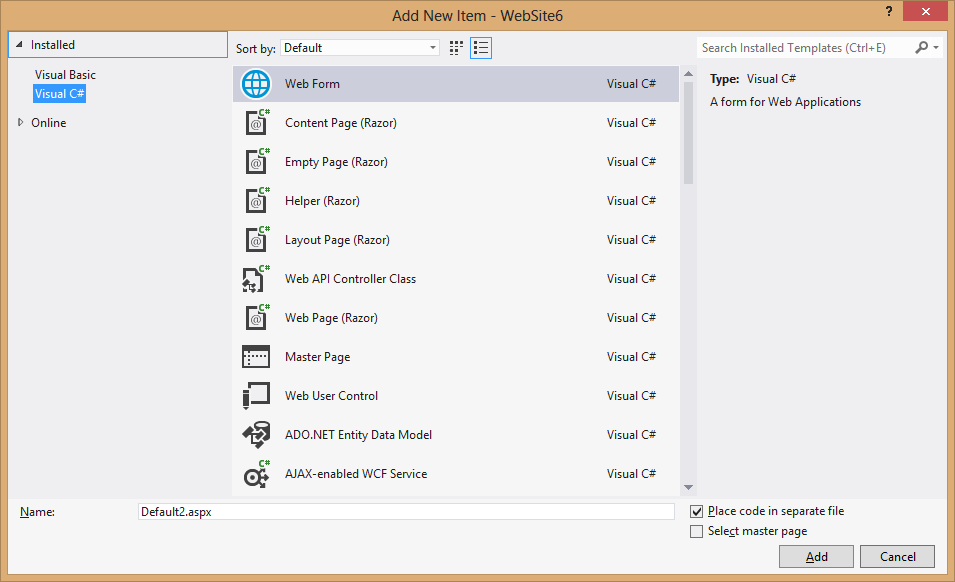 Add New Item - WebSite6
?
Installed
Visual Basic
Visual C#
Online
Sort by: Default
Search Installed Templates (Ctrl+E)
Web Form Visual C#
C# @ Content Page (Razor) Visual C#
C# @ Empty Page (Razor) Visual C#
C# @ Helper (Razor) Visual C#
C# @ Layout Page (Razor) Visual C#
C# Web API Controller Class Visual C#
C# @ Web Page (Razor) Visual C#
Master Page Visual C#
Web User Control Visual C#
ADO.NET Entity Data Model Visual C#
C# AJAX-enabled WCF Service Visual C#
Type: Visual C#
A form for Web Applications
Name: Default2.aspx
Place code in separate file
Select master page
Add Cancel